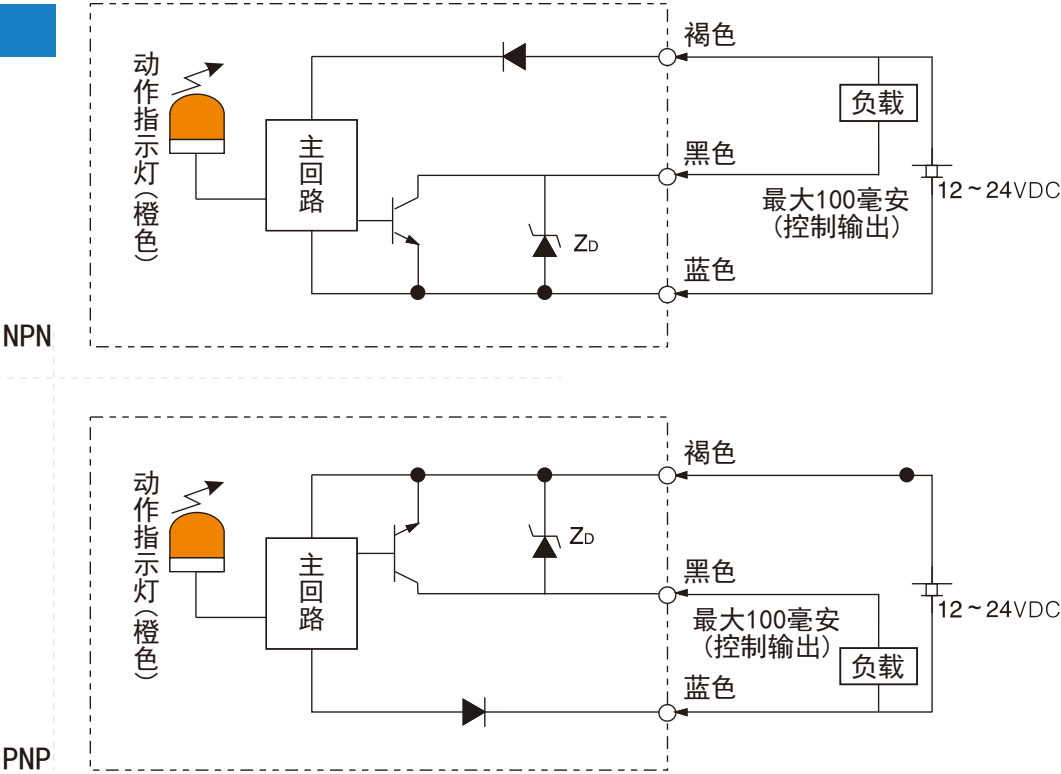 褐色
动作指示灯(橙色)
负载
主回路
黑色
12~24VDC
最大100毫安
(控制输出)
ZD
蓝色
NPN
褐色
动作指示灯(橙色)
ZD
主回路
黑色
12~24VDC
最大100毫安
(控制输出)
负载
蓝色
PNP